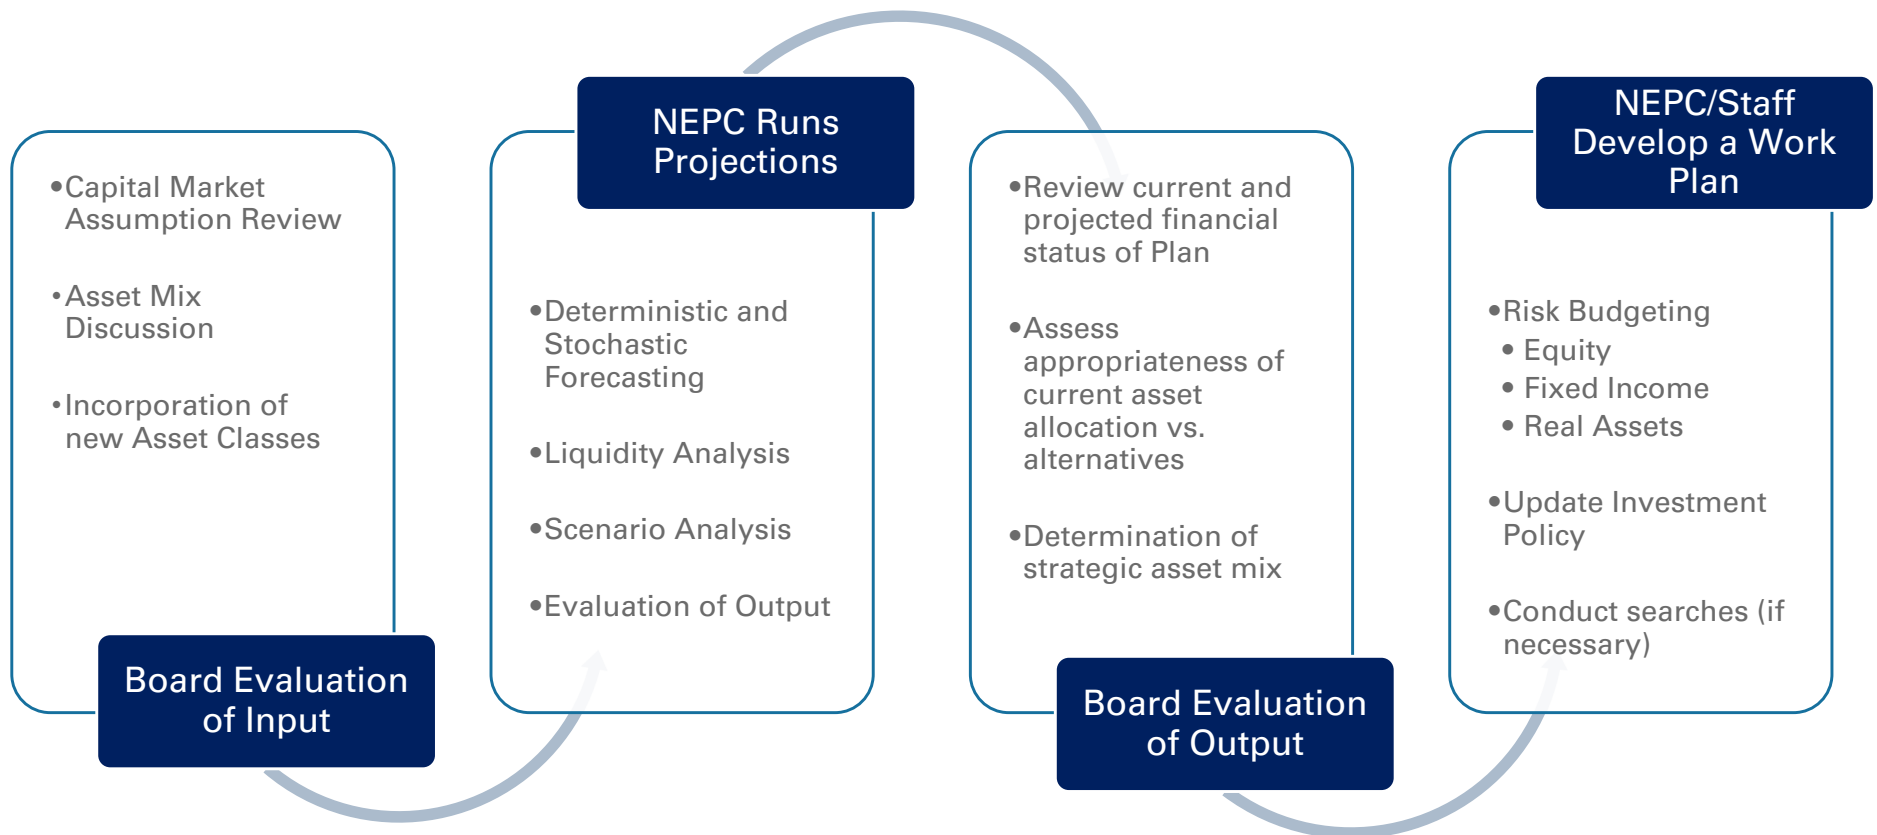 •Capital Market
Assumption Review
•Asset Mix
Discussion
•Incorporation of
new Asset Classes
Board Evaluation
of Input
NEPC Runs
Projections
•Deterministic and
Stochastic
Forecasting
•Liquidity Analysis
•Scenario Analysis
•Evaluation of Output
•Review current and
projected financial
status of Plan
•Assess
appropriateness of
current asset
allocation vs.
alternatives
•Determination of
strategic asset mix
Board Evaluation
of Output
NEPC/Staff
Develop a Work
Plan
•Risk Budgeting
• Equity
• Fixed Income
• Real Assets
•Update Investment
Policy
•Conduct searches (if
necessary)